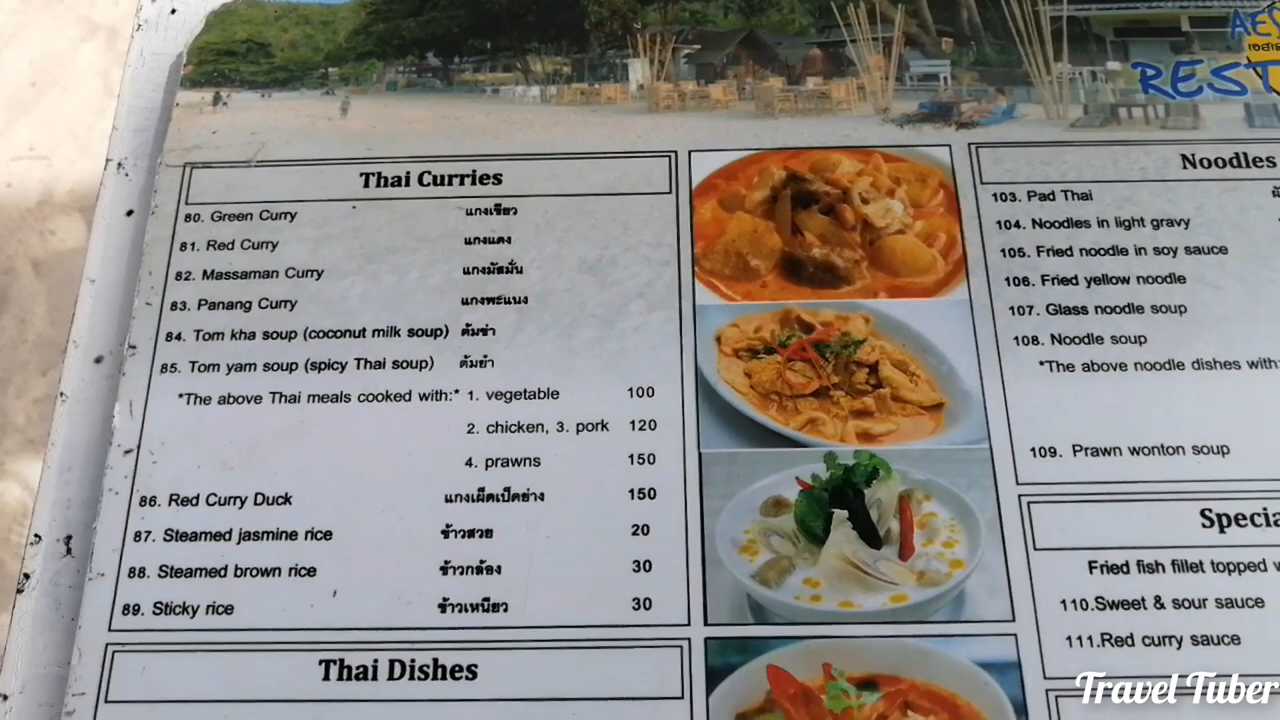 REST
Thai Curries
80. Green Curry แกงเขียว
81. Red Curry แกงแดง
82. Massaman Curry แกงมัสมั่น
83. Panang Curry แกงพะแนง
84. Tom kha soup (coconut milk soup) ต้มข่า
85. Tom yam soup (spicy Thai soup) ต้มยำ
*The above Thai meals cooked with:* 1. vegetable 100
2. chicken, 3. pork 120
4. prawns 150
86. Red Curry Duck แกงเผ็ดเป็ดย่าง 150
87. Steamed jasmine rice ข้าวสวย 20
88. Steamed brown rice ข้าวกล้อง 30
89. Sticky rice ข้าวเหนียว 30
Thai Dishes
Noodles
103. Pad Thai
104. Noodles in light gravy
105. Fried noodle in soy sauce
106. Fried yellow noodle
107. Glass noodle soup
108. Noodle soup
*The above noodle dishes with:
109. Prawn wonton soup
Specia
Fried fish fillet topped
110.Sweet & sour sauce
111.Red curry sauce
Travel Tuber